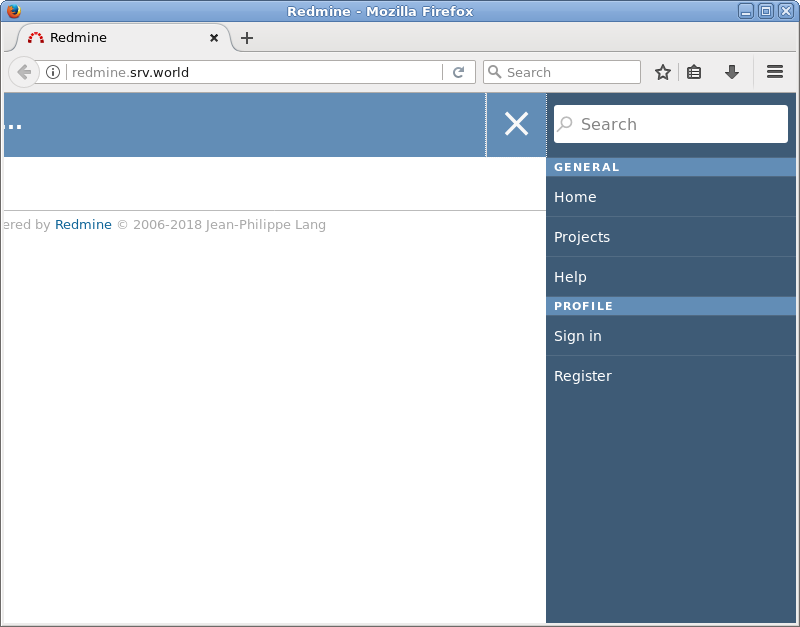 Redmine - Mozilla Firefox
Redmine
redmine.srv.world
Search
...
Search
GENERAL
Home
Projects
Help
PROFILE
Sign in
Register
ered by Redmine © 2006-2018 Jean-Philippe Lang